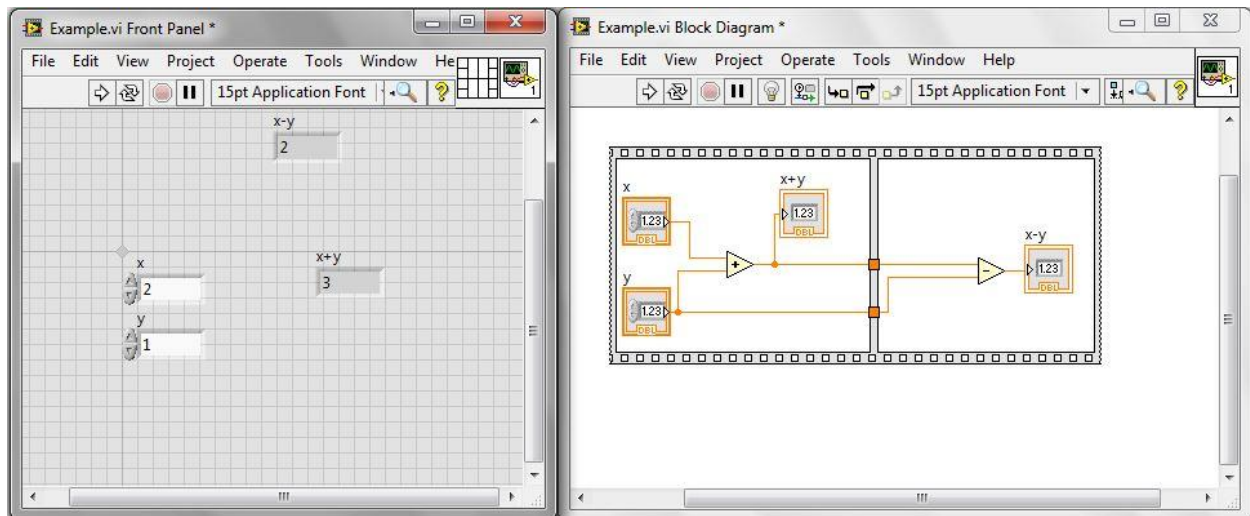 Example.vi Front Panel *
File Edit View Project Operate Tools Window He
15pt Application Font
1
x-y
2
x
2
x+y
3
y
1
Example.vi Block Diagram *
File Edit View Project Operate Tools Window Help
15pt Application Font
1
x
1.23
DBL
x+y
1.23
DBL
+
y
1.23
DBL
-
x-y
1.23
DBL